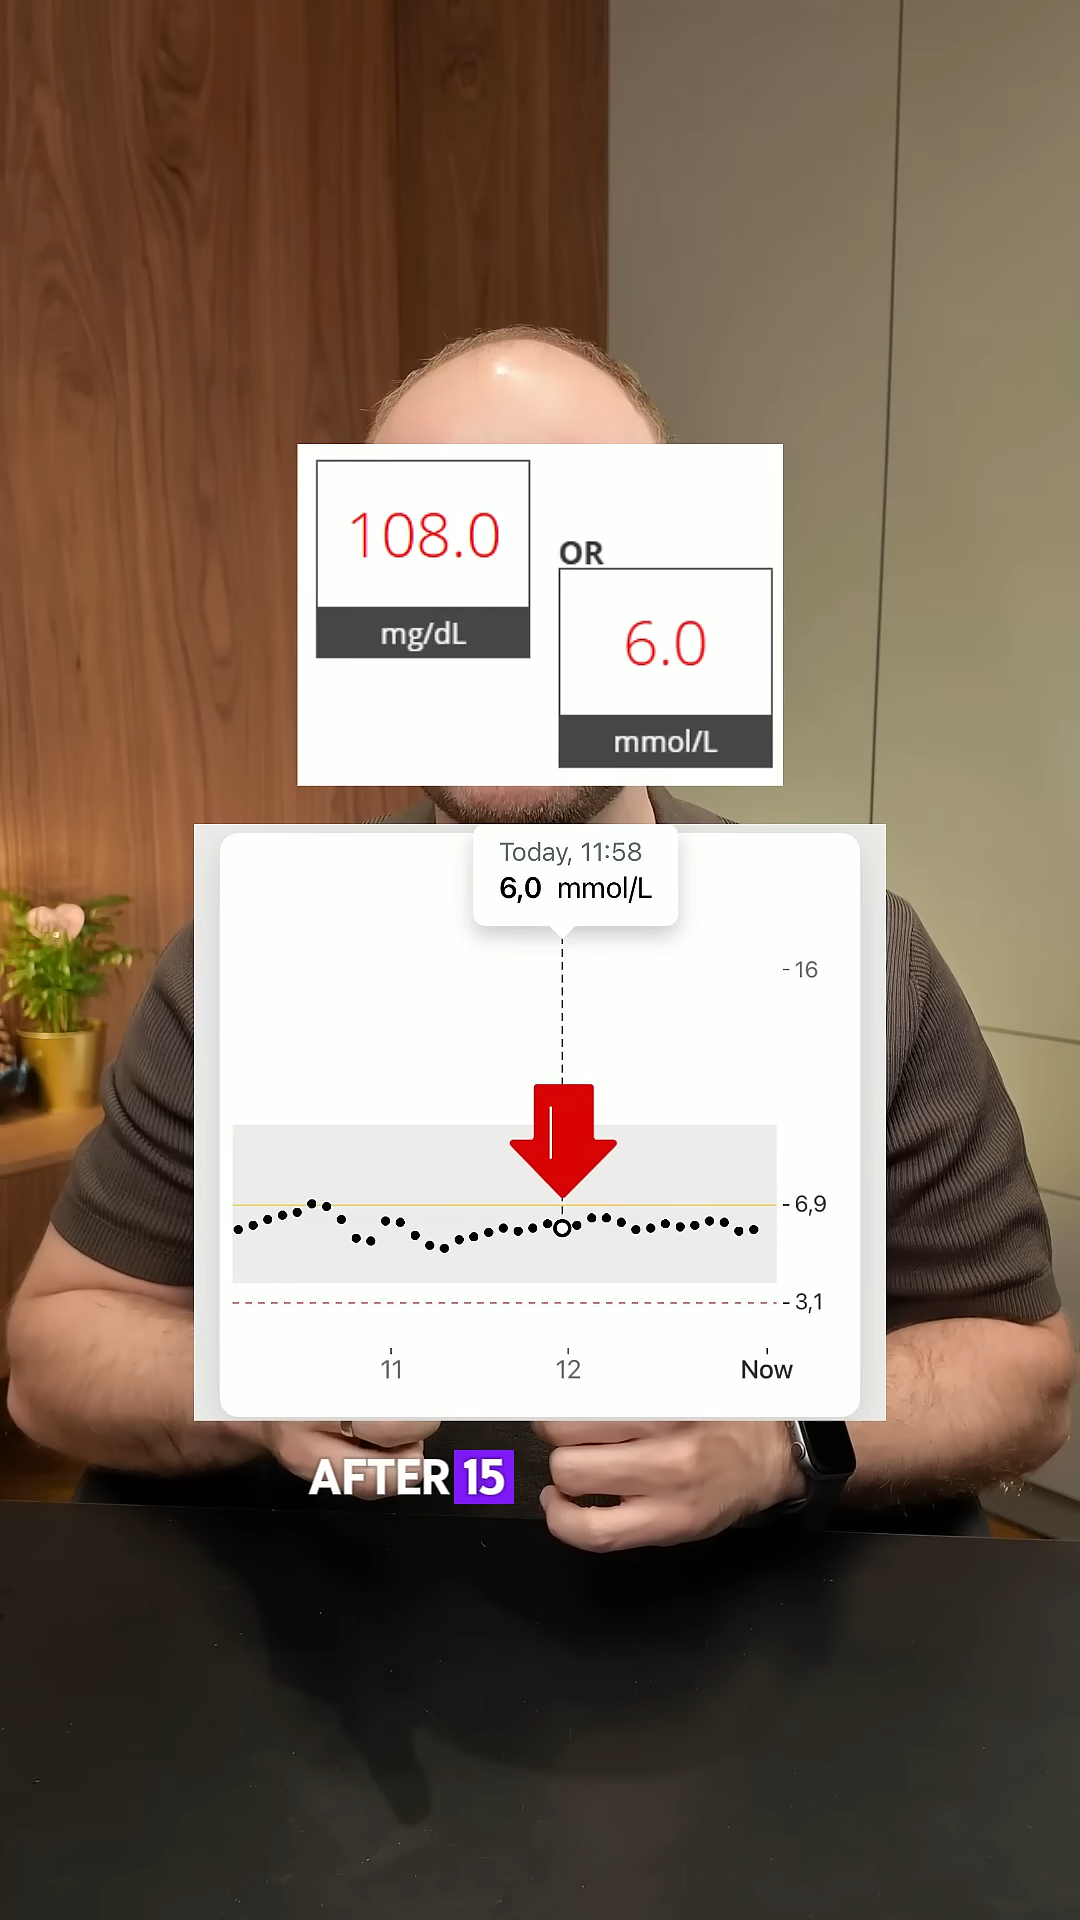 108.0
mg/dL
OR
6.0
mmol/L
Today, 11:58
6,0 mmol/L
16
6,9
3,1
11
12
Now
AFTER 15